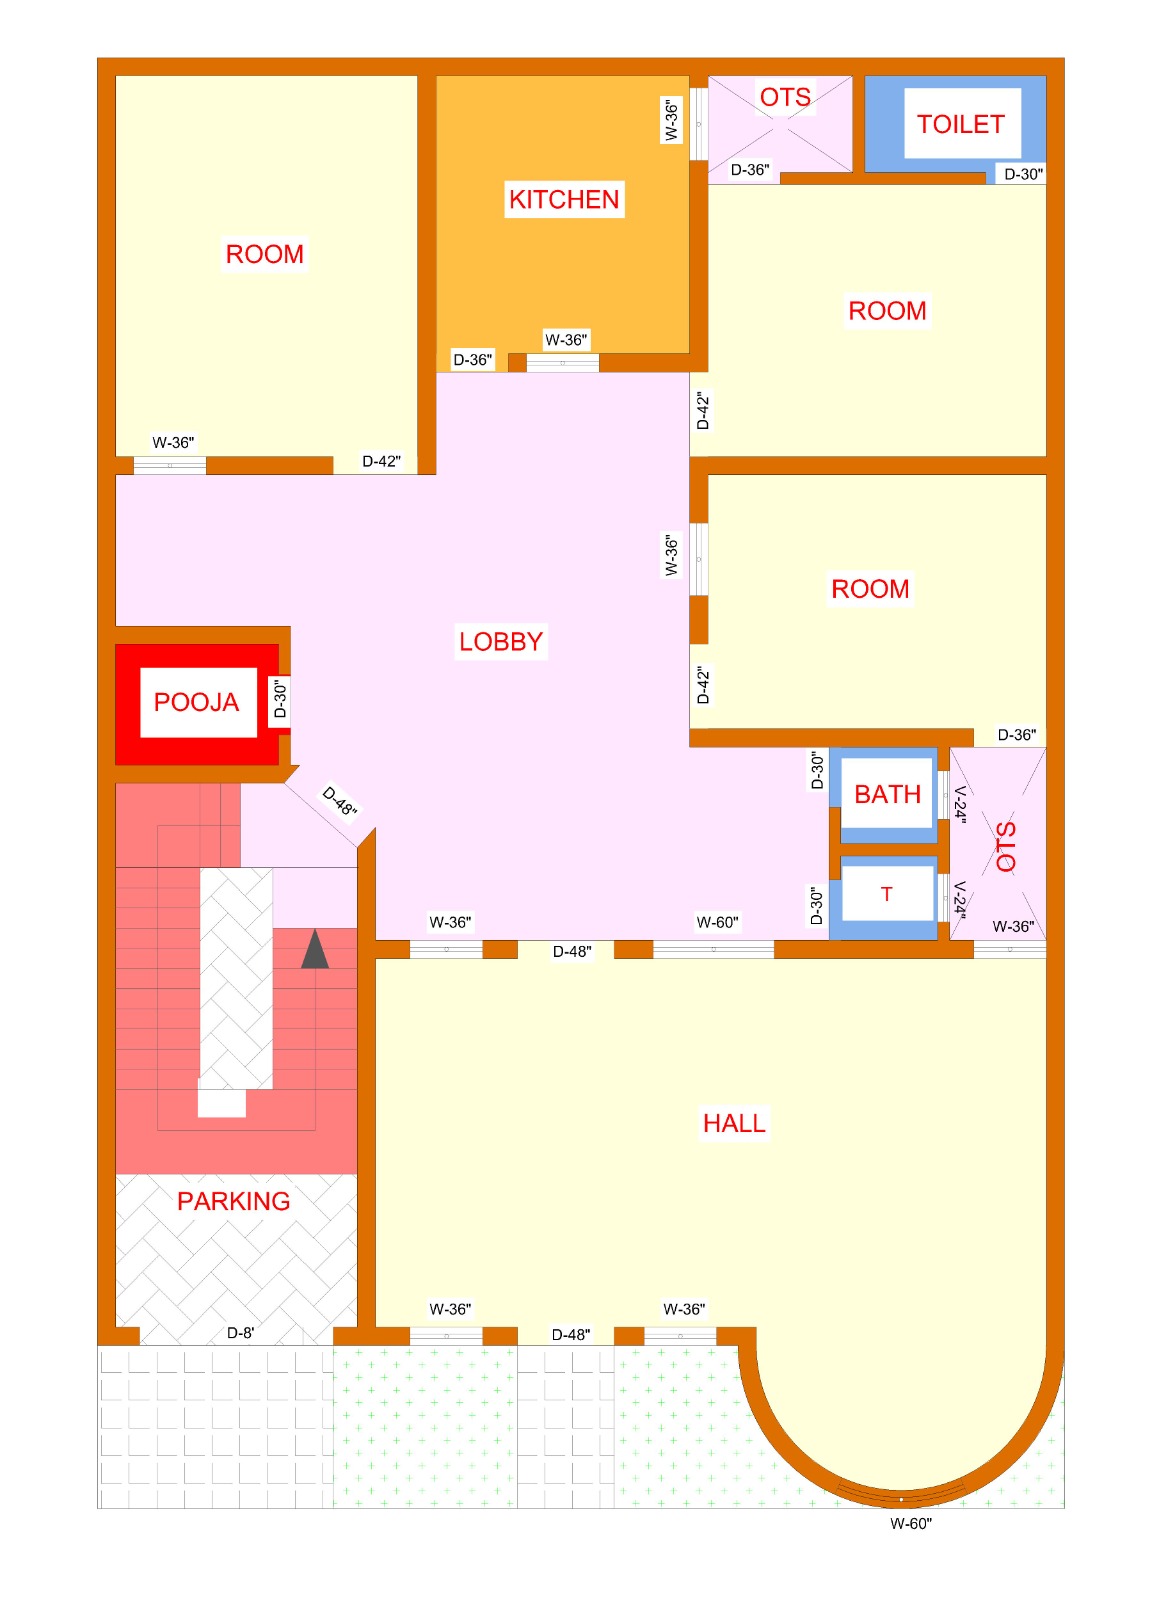 OTS
TOILET
W-36"
D-36"
D-30"
KITCHEN
ROOM
ROOM
W-36"
D-36"
D-42"
W-36"
D-42"
W-36"
ROOM
LOBBY
POOJA
D-30"
D-42"
D-36"
D-48"
D-30"
BATH
V-24"
OTS
T
D-30"
V-24"
W-36"
W-60"
W-36"
D-48"
HALL
PARKING
W-36"
W-36"
D-8'
D-48"
W-60"